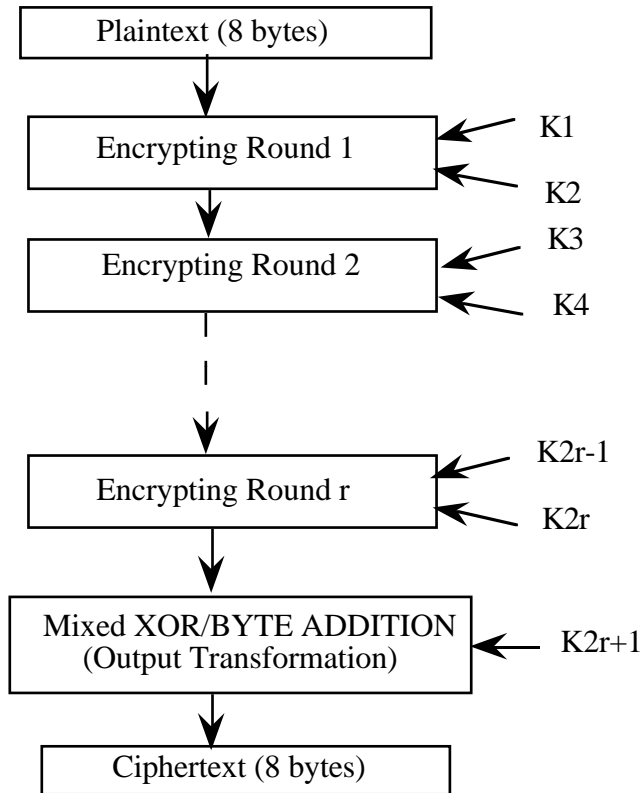 Plaintext (8 bytes)
Encrypting Round 1
K1
K2
Encrypting Round 2
K3
K4
Encrypting Round r
K2r-1
K2r
Mixed XOR/BYTE ADDITION
(Output Transformation)
K2r+1
Ciphertext (8 bytes)